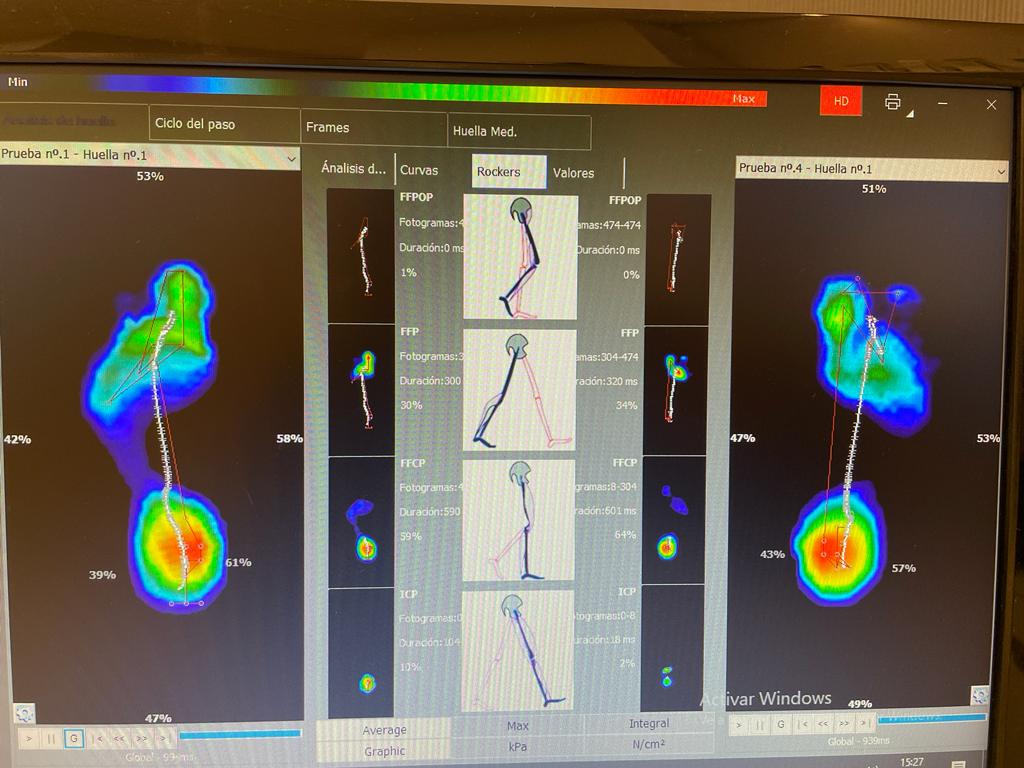 Min
Max
HD
Ciclo del paso
Frames
Huella Med.
Prueba nº.1 - Huella nº.1
Ánalisis d...
Curvas
Rockers
Valores
Prueba nº.4 - Huella nº.1
53%
42%
58%
39%
61%
47%
FFPOP
Fotogramas:4
Duración:0 ms
1%
FFP
Fotogramas:3
Duración:300
30%
FFCP
Fotogramas:4
Duración:590
59%
ICP
Fotogramas:0
Duración:104
10%
FFPOP
amas:474-474
Duración:0 ms
0%
FFP
amas:304-474
ración:320 ms
34%
FFCP
gramas:8-304
ración:601 ms
64%
ICP
togramas:0-8
uración:18 ms
2%
51%
47%
53%
43%
57%
49%
Activar Windows
G
Global -
Average
Max
Integral
Graphic
kPa
N/cm²
G
Global - 939ms
15:27